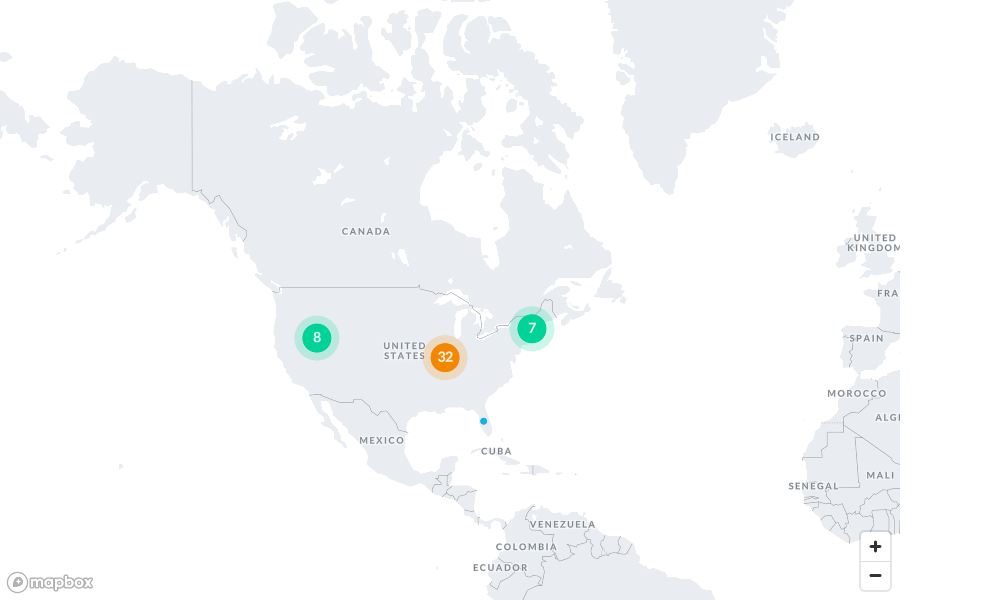 ICELAND
CANADA
UNITED
KINGDOM
FRA
8
7
UNITED
STATES
32
SPAIN
MOROCCO
ALGE
MEXICO
CUBA
MALI
SENEGAL
VENEZUELA
COLOMBIA
ECUADOR
+
−
mapbox